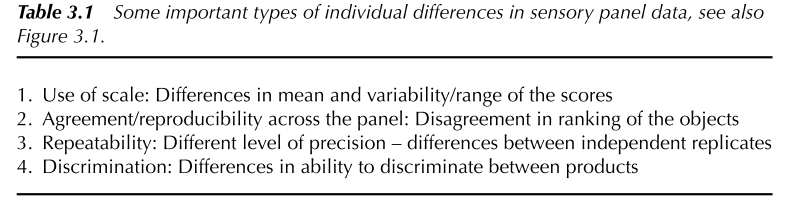 Table 3.1 Some important types of individual differences in sensory panel data, see also
Figure 3.1.
1. Use of scale: Differences in mean and variability/range of the scores
2. Agreement/reproducibility across the panel: Disagreement in ranking of the objects
3. Repeatability: Different level of precision – differences between independent replicates
4. Discrimination: Differences in ability to discriminate between products